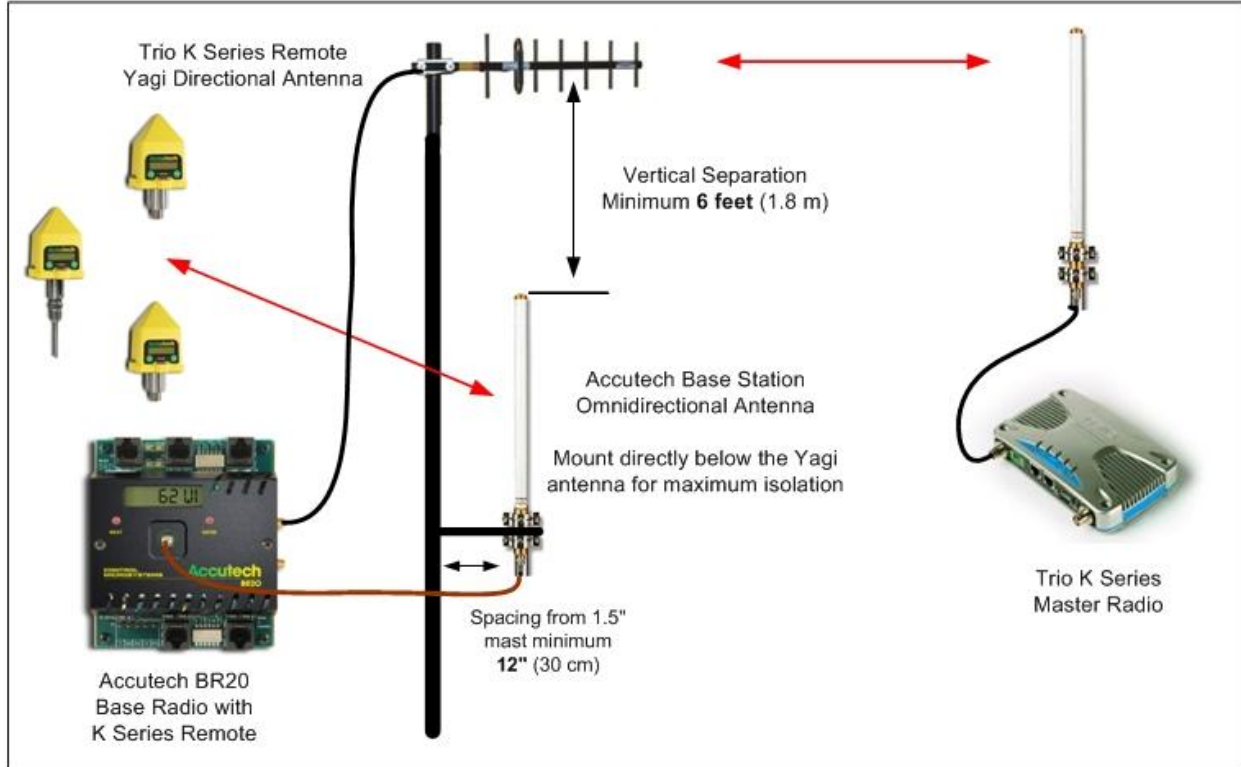 Trio K Series Remote
Yagi Directional Antenna
Vertical Separation
Minimum 6 feet (1.8 m)
Accutech Base Station
Omnidirectional Antenna
Mount directly below the Yagi
antenna for maximum isolation
Accutech
BR20
Spacing from 1.5"
mast minimum
12" (30 cm)
Accutech BR20
Base Radio with
K Series Remote
Trio K Series
Master Radio